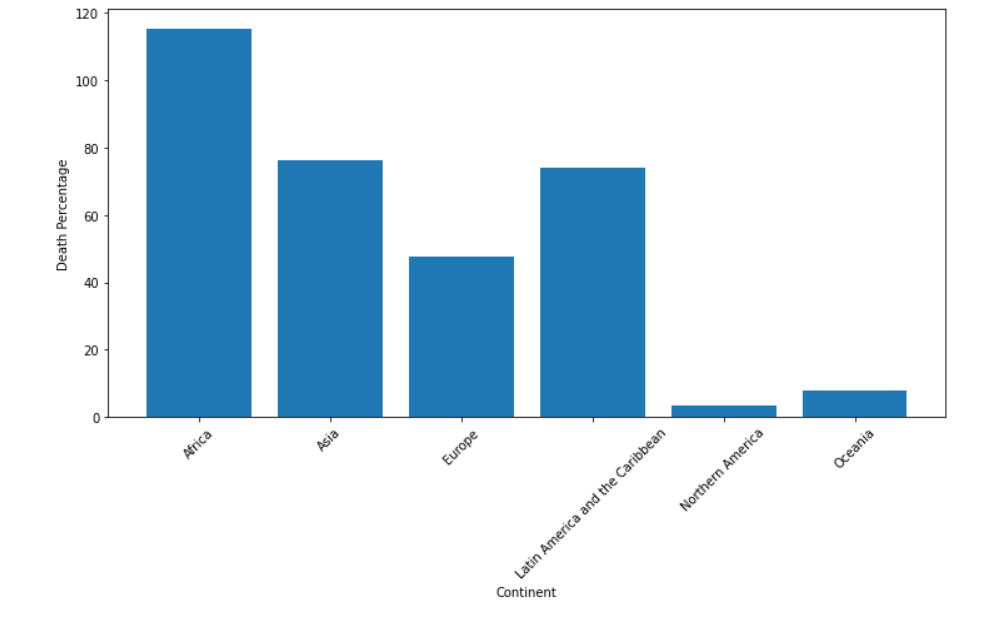 120
100
80
60
40
20
0
Death Percentage
Africa
Asia
Europe
Latin America and the Caribbean
Northern America
Oceania
Continent